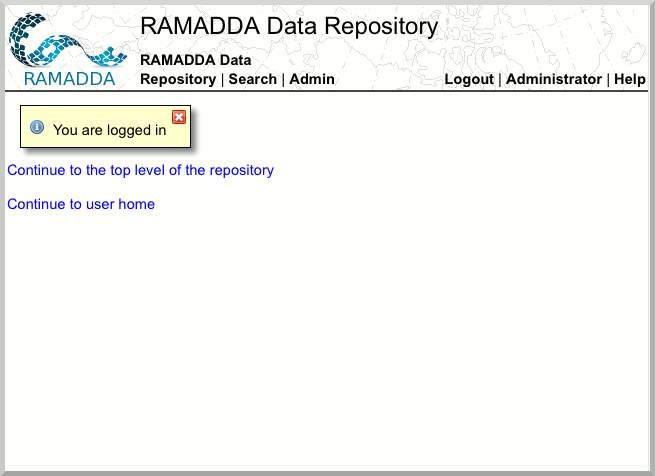 RAMADDA Data Repository
RAMADDA
RAMADDA Data
Repository | Search | Admin
Logout | Administrator | Help
You are logged in
Continue to the top level of the repository
Continue to user home